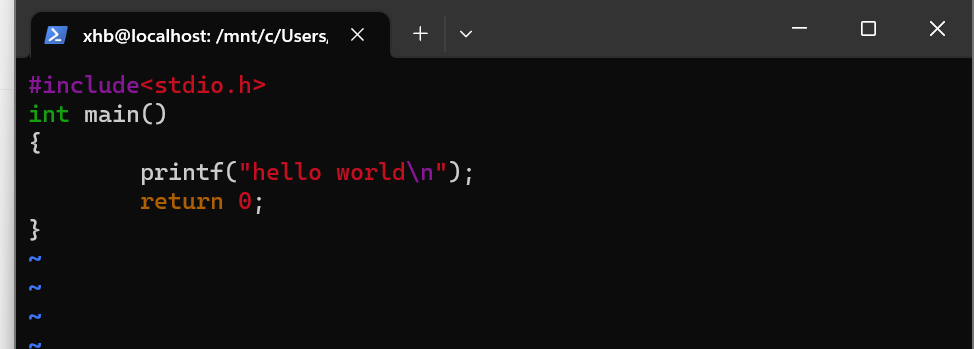 xhb@localhost: /mnt/c/Users/
#include<stdio.h>
int main()
{
        printf("hello world\n");
        return 0;
}
~
~
~
~